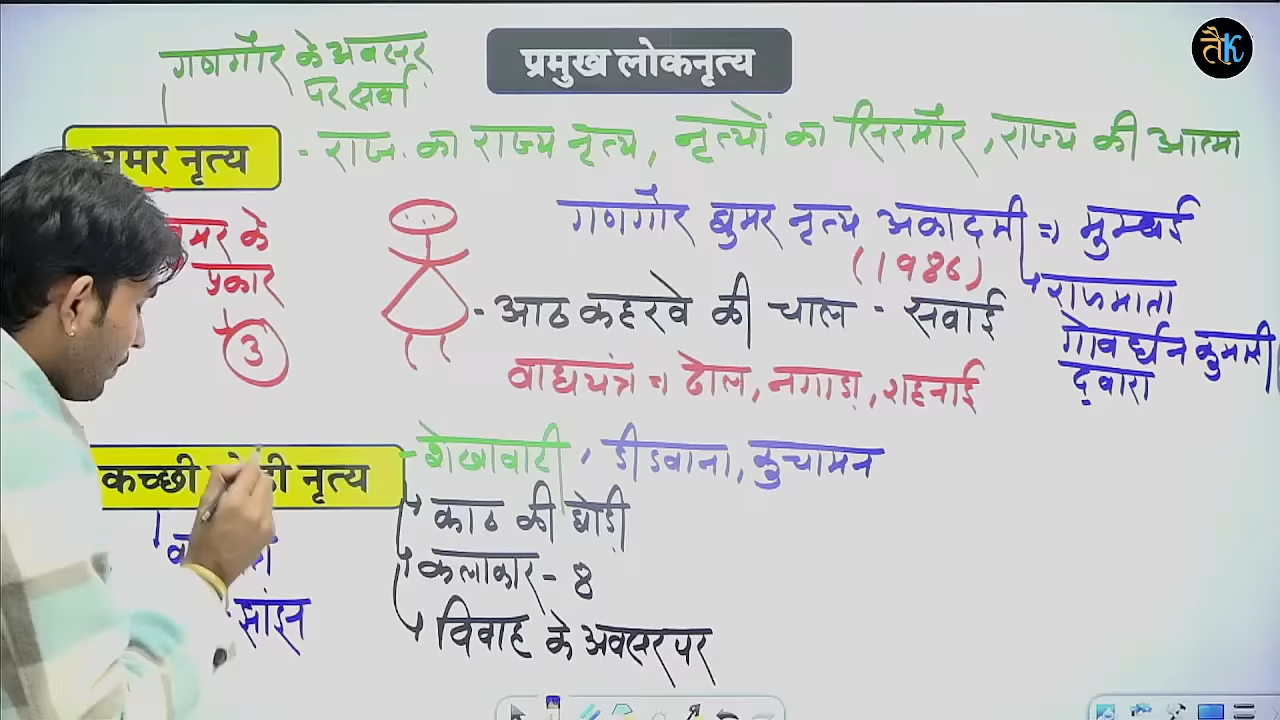 प्रमुख लोकनृत्य
तैK
गणगौर के अवसर
पर सर्वा
घुमर नृत्य - राज. का राज्य नृत्य, नृत्यों का सिरमौर, राज्य की आत्मा
के
प्रकार
3
गणगौर घुमर नृत्य अकादमी => मुम्बई
(1986)
राजमाता
गोवर्धन कुमारी
द्वारा
- आठ कहरवे की चाल - सवाई
वाद्ययंत्र => ढोल, नगाड़ा, शहनाई
कच्छी नृत्य - शेखावाटी, डीडवाना, कुचामन
काठ की घोड़ी
कलाकार - 8
विवाह के अवसर पर
झांझ